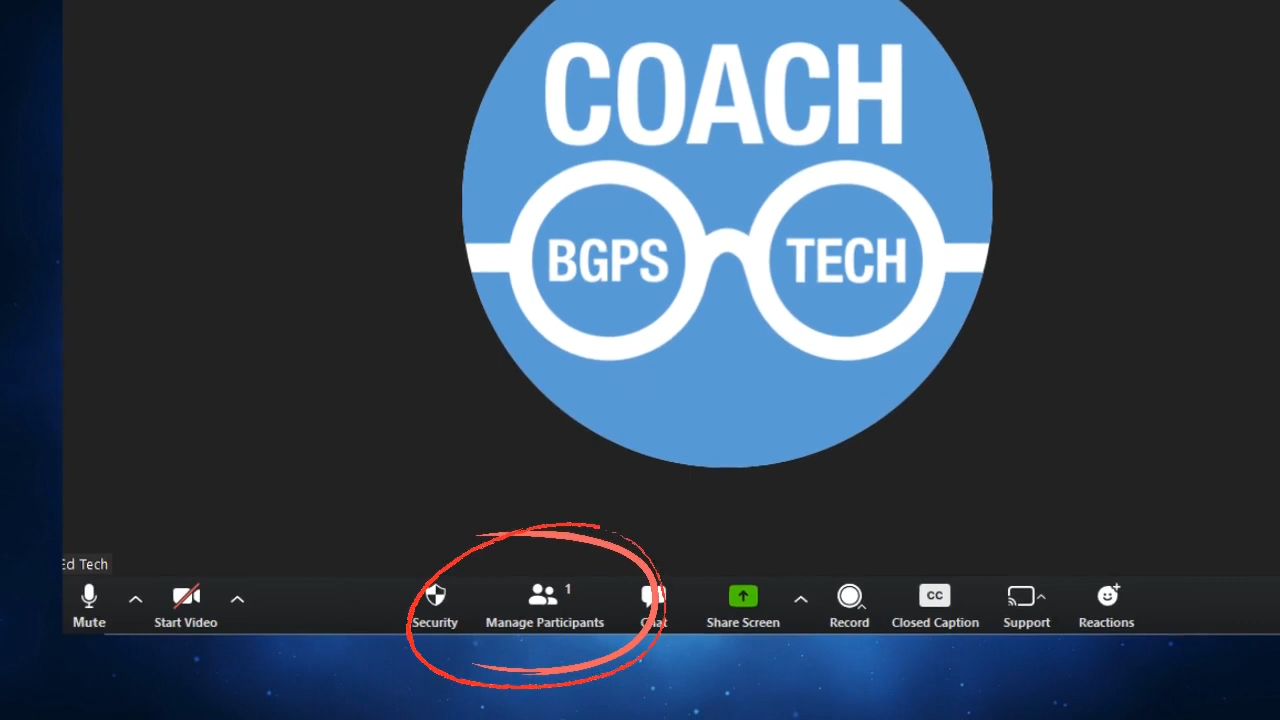 COACH
BGPS TECH
Ed Tech
1
Mute
Start Video
Security
Manage Participants
Chat
Share Screen
Record
CC
Closed Caption
Support
Reactions